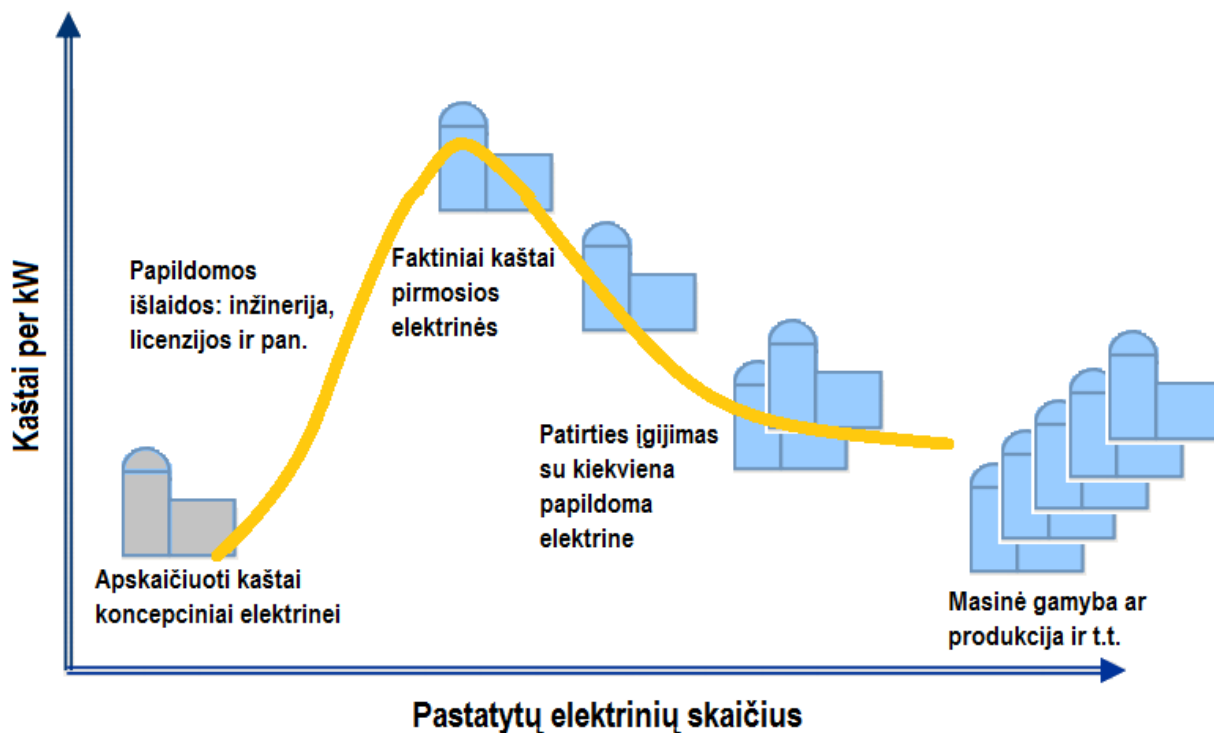 Kaštai per kW
Papildomos
išlaidos: inžinerija,
licenzijos ir pan.
Faktiniai kaštai
pirmosios
elektrinės
Patirties įgijimas
su kiekviena
papildoma
elektrine
Apskaičiuoti kaštai
koncepciniai elektrinei
Masinė gamyba ar
produkcija ir t.t.
Pastatytų elektrinių skaičius